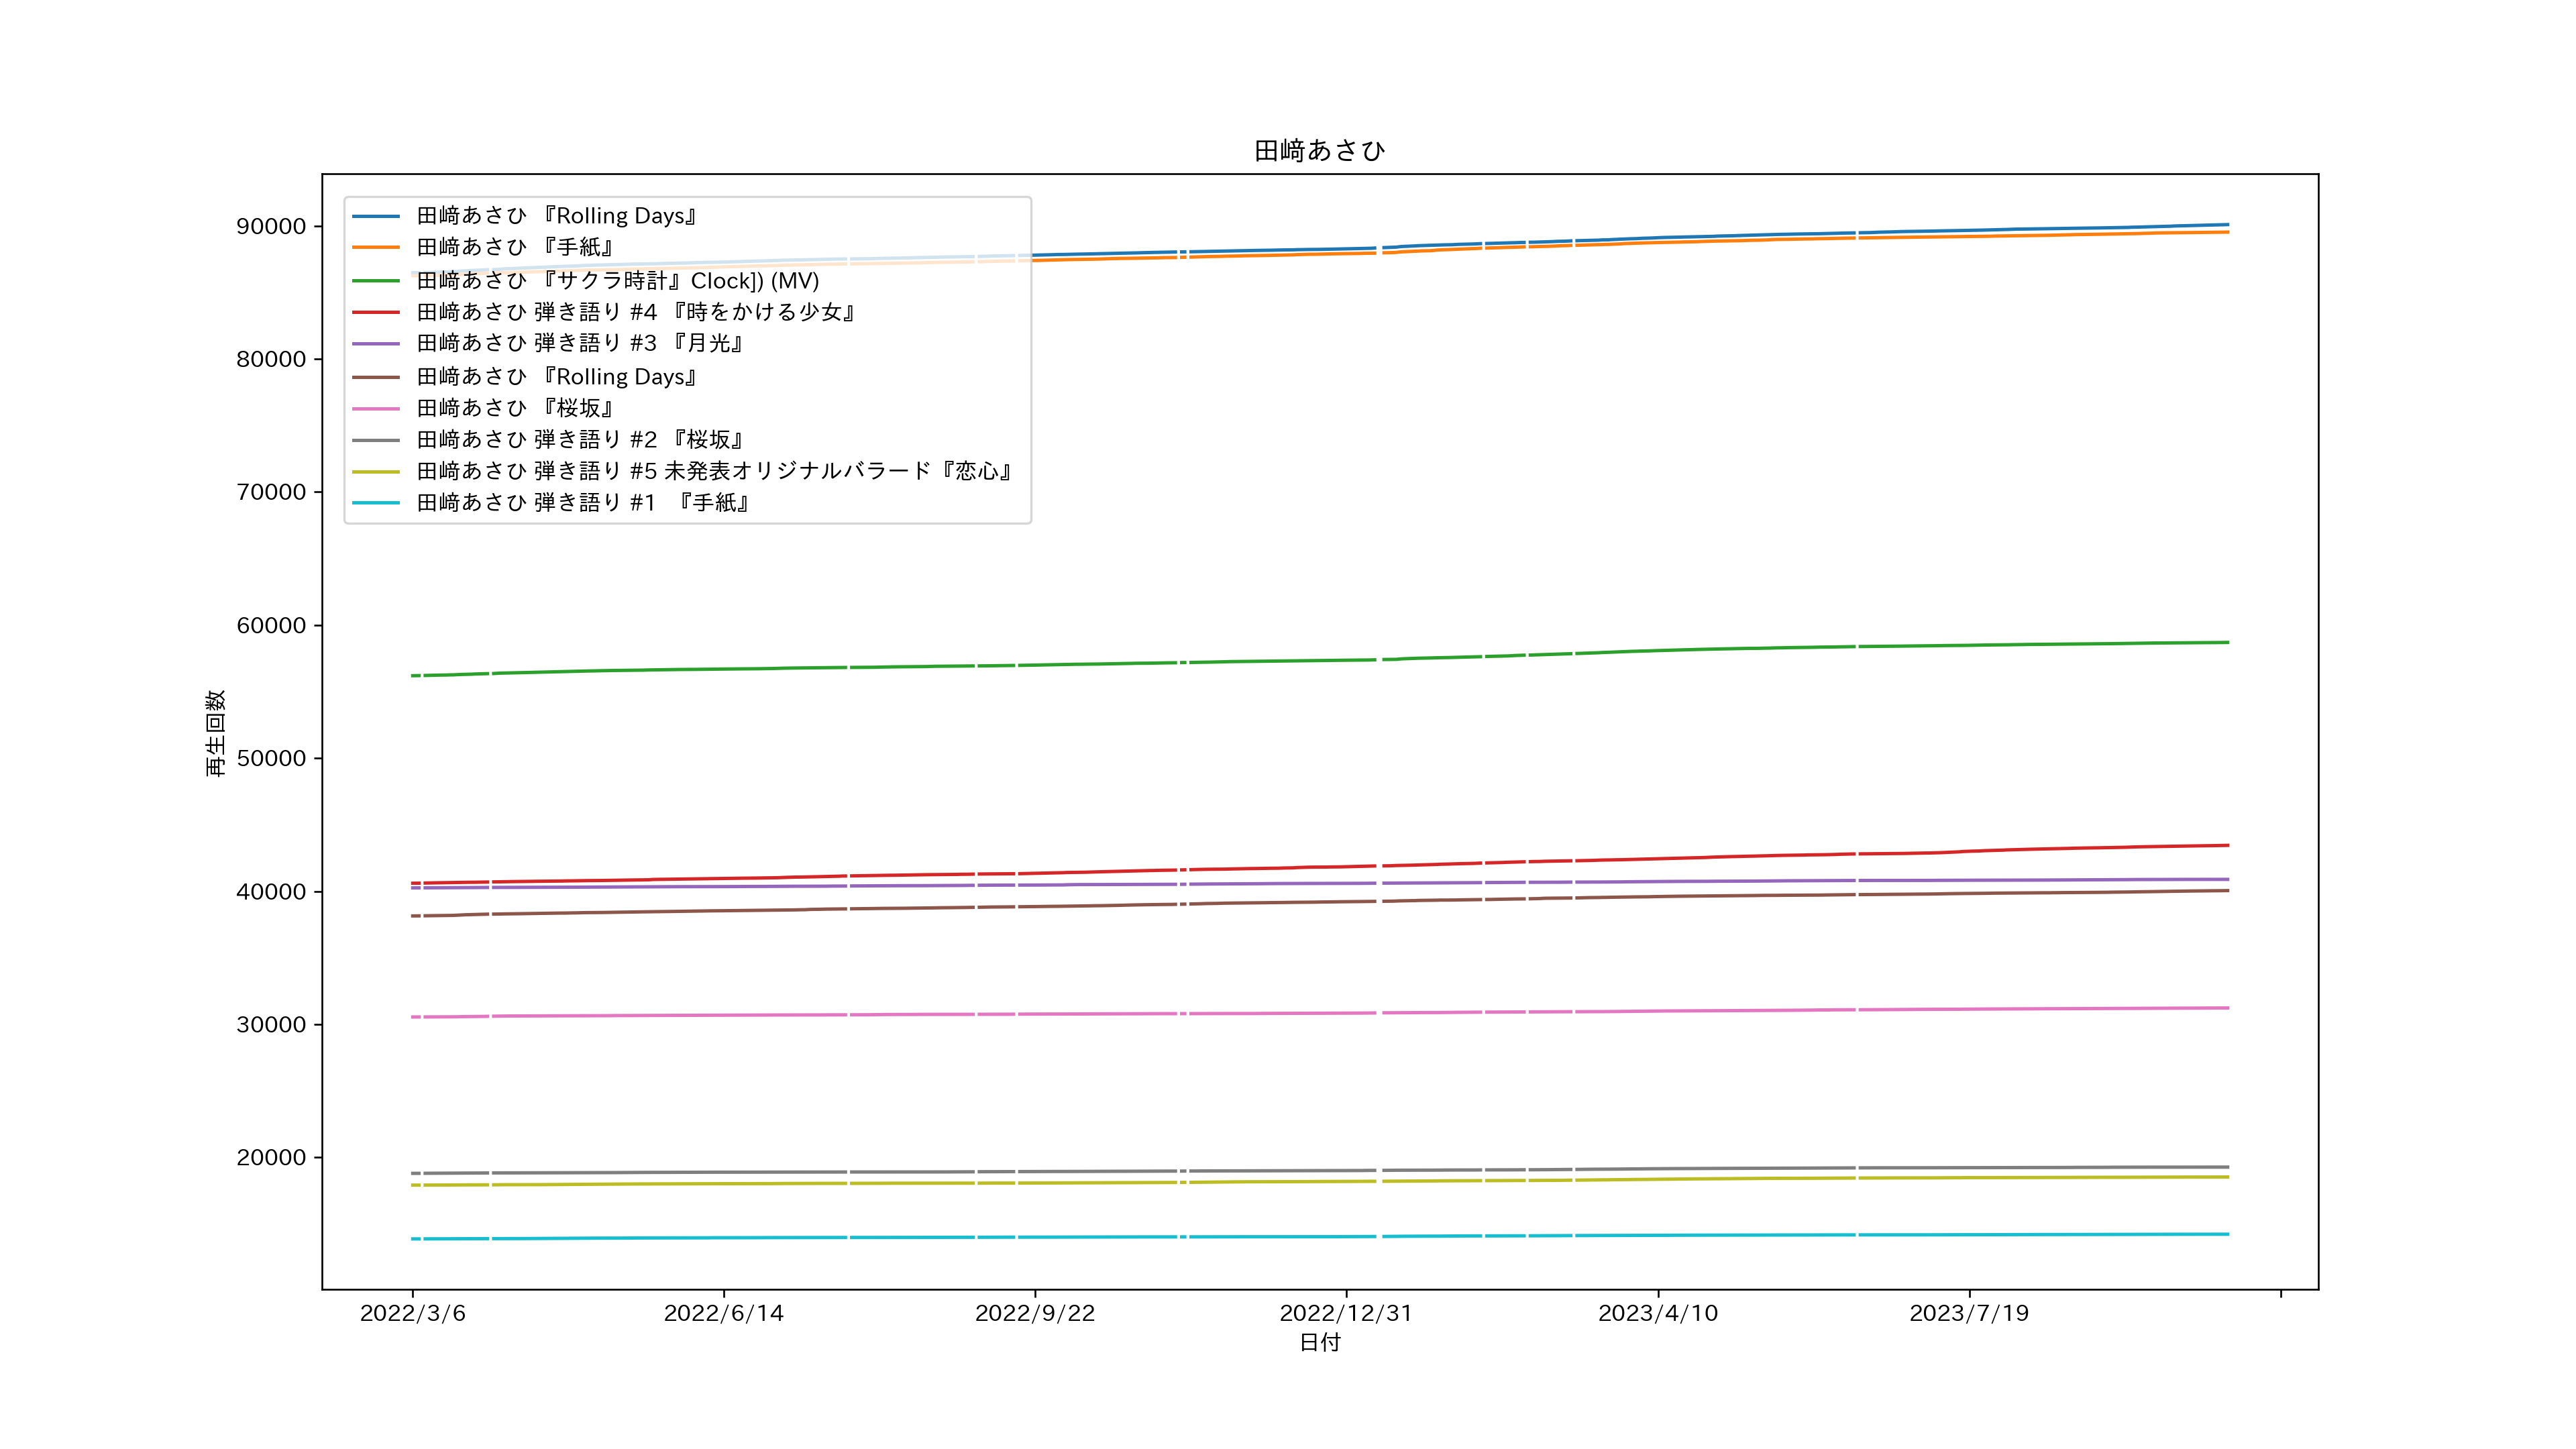 田﨑あさひ
田﨑あさひ 『Rolling Days』
田﨑あさひ 『手紙』
田﨑あさひ 『サクラ時計』Clock]) (MV)
田﨑あさひ 弾き語り #4 『時をかける少女』
田﨑あさひ 弾き語り #3 『月光』
田﨑あさひ 『Rolling Days』
田﨑あさひ 『桜坂』
田﨑あさひ 弾き語り #2 『桜坂』
田﨑あさひ 弾き語り #5 未発表オリジナルバラード『恋心』
田﨑あさひ 弾き語り #1 『手紙』
90000
80000
70000
60000
50000
40000
30000
20000
再生回数
2022/3/6
2022/6/14
2022/9/22
2022/12/31
2023/4/10
2023/7/19
日付